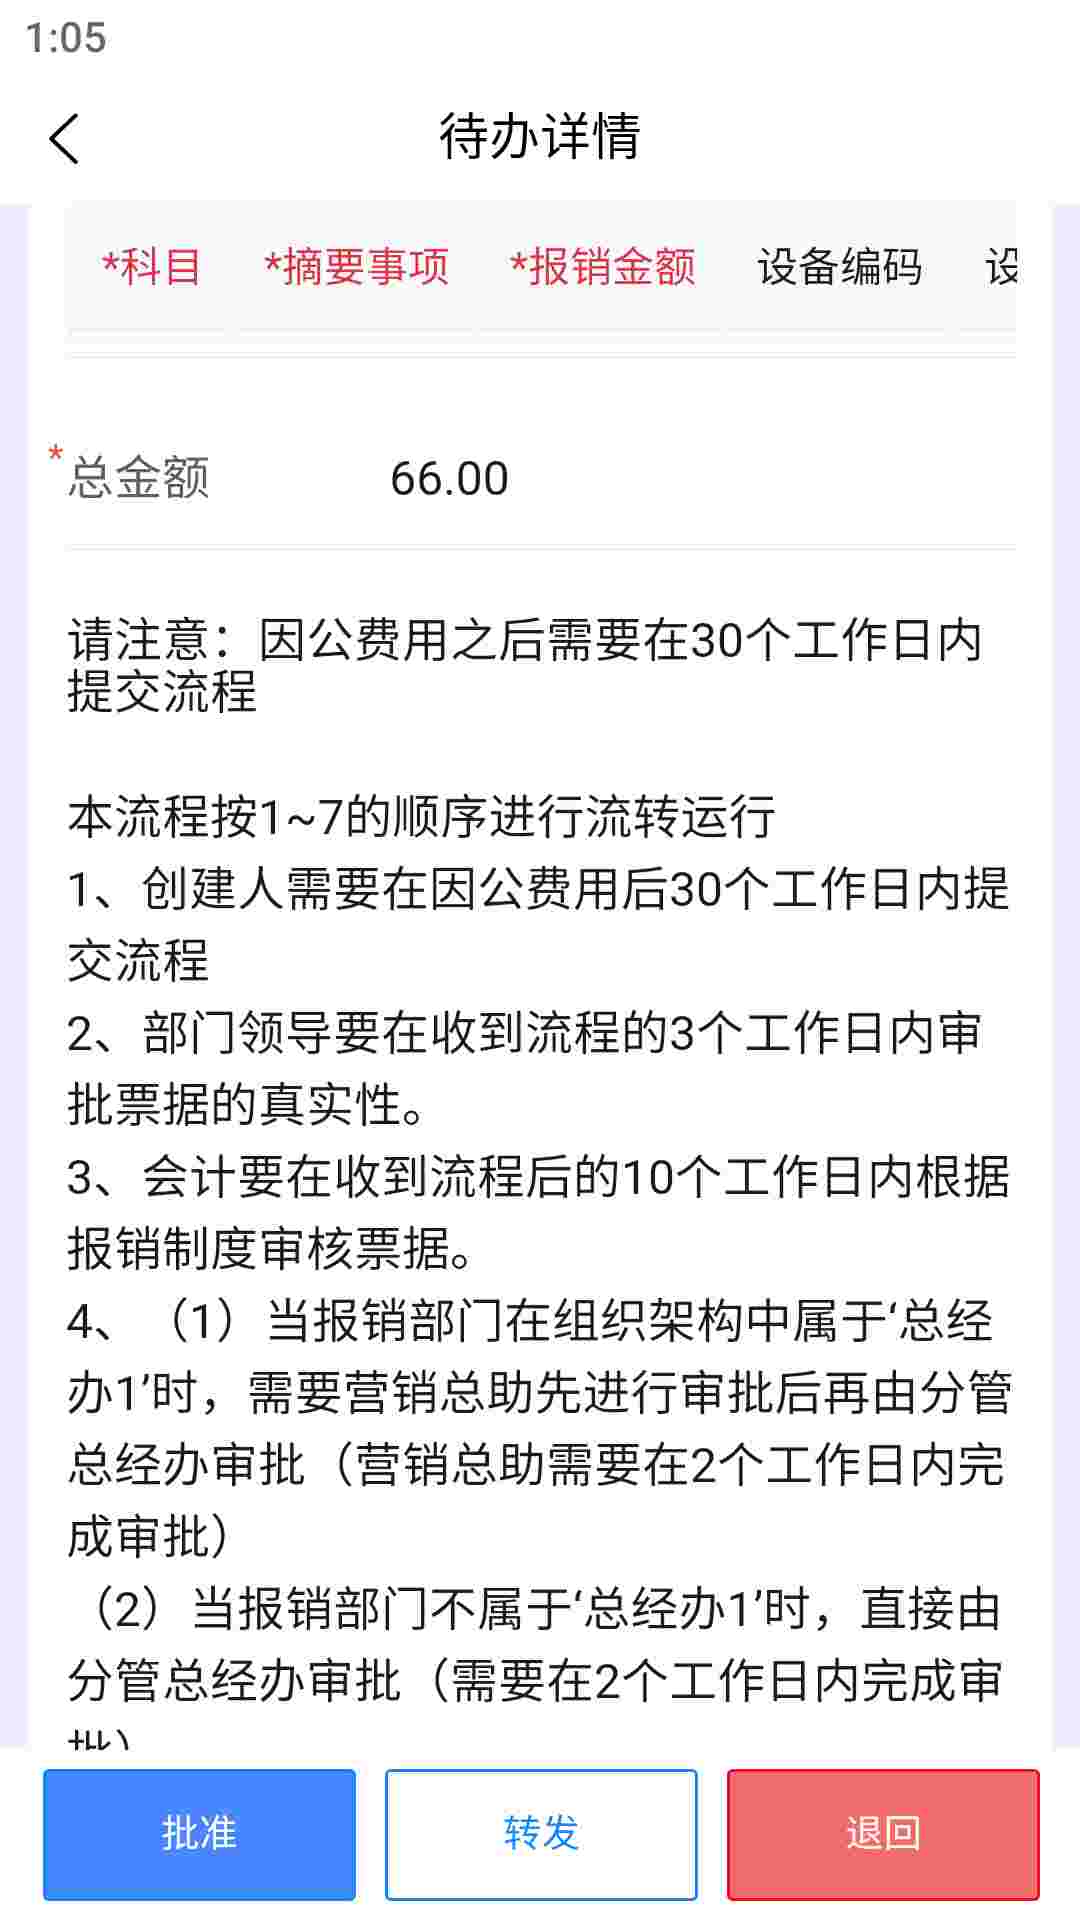 1:05
待办详情
*科目 *摘要事项 *报销金额 设备编码 设
*总金额 66.00
请注意：因公费用之后需要在30个工作日内
提交流程
本流程按1~7的顺序进行流转运行
1、创建人需要在因公费用后30个工作日内提
交流程
2、部门领导要在收到流程的3个工作日内审
批票据的真实性。
3、会计要在收到流程后的10个工作日内根据
报销制度审核票据。
4、（1）当报销部门在组织架构中属于‘总经
办1’时，需要营销总助先进行审批后再由分管
总经办审批（营销总助需要在2个工作日内完
成审批）
（2）当报销部门不属于‘总经办1’时，直接由
分管总经办审批（需要在2个工作日内完成审
批）
批准 转发 退回